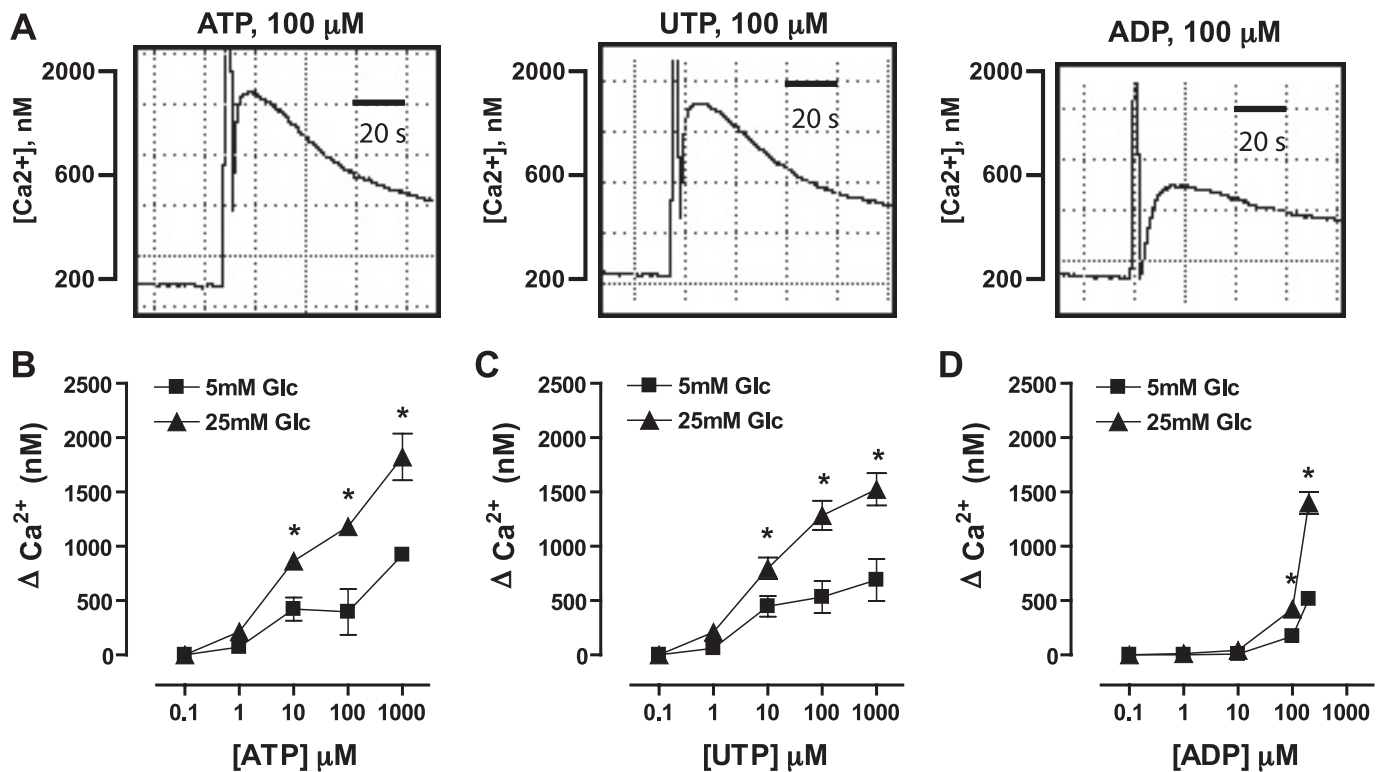 A
ATP, 100 μM
UTP, 100 μM
ADP, 100 μM
[Ca2+], nM
2000
600
200
20 s
[Ca2+], nM
2000
600
200
20 s
[Ca2+], nM
2000
600
200
20 s
B
Δ Ca²⁺ (nM)
2500
2000
1500
1000
500
0
5mM Glc
25mM Glc
*
*
*
0.1 1 10 100 1000
[ATP] μM
C
Δ Ca²⁺ (nM)
2500
2000
1500
1000
500
0
5mM Glc
25mM Glc
*
*
*
0.1 1 10 100 1000
[UTP] μM
D
Δ Ca²⁺ (nM)
2500
2000
1500
1000
500
0
5mM Glc
25mM Glc
*
*
0.1 1 10 100 1000
[ADP] μM